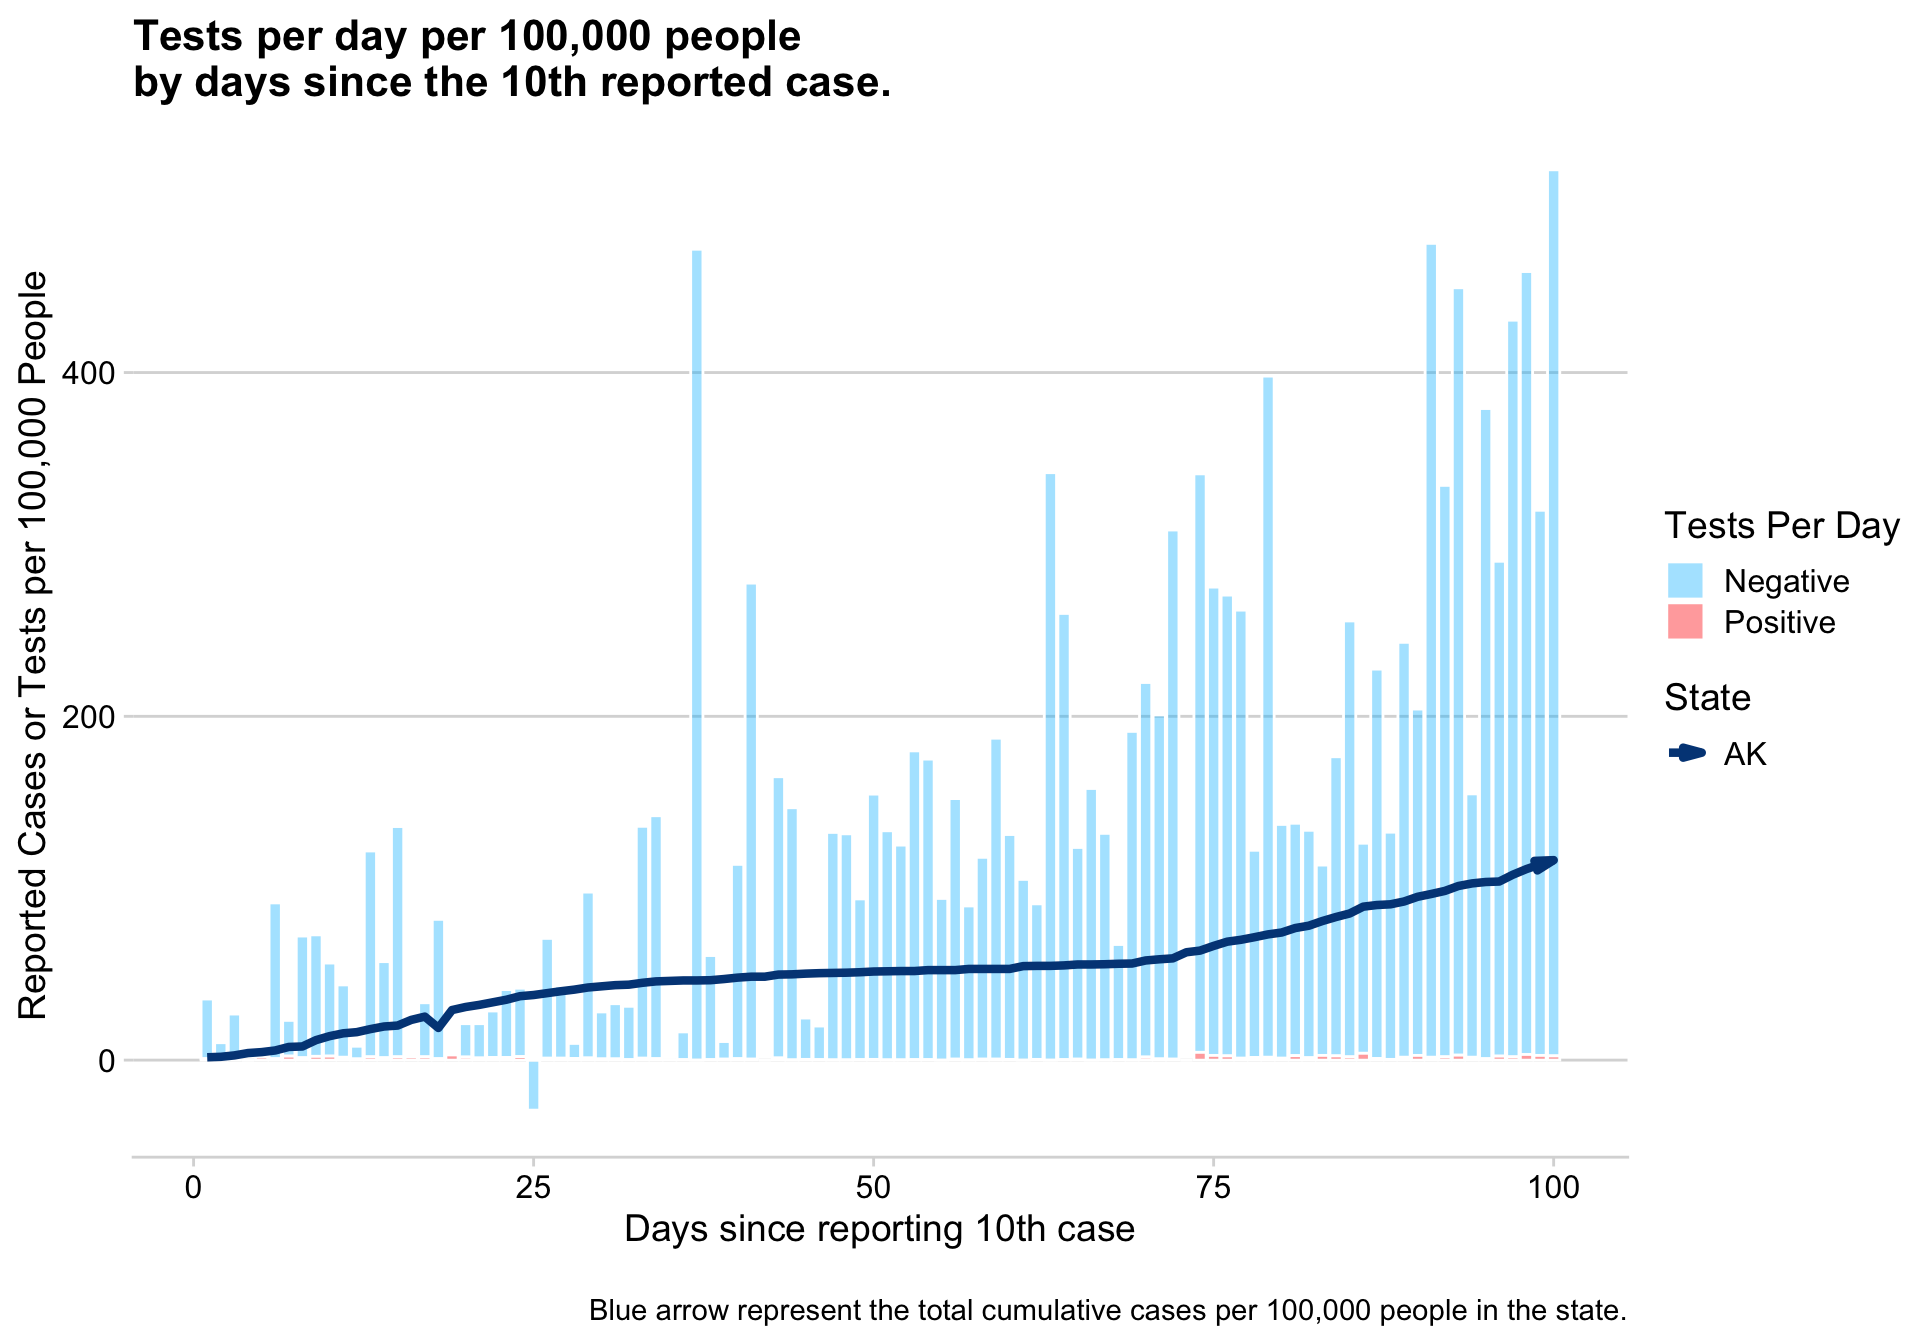 Tests per day per 100,000 people
by days since the 10th reported case.
Reported Cases or Tests per 100,000 People
400
200
0
0
25
50
75
100
Days since reporting 10th case
Tests Per Day
Negative
Positive
State
AK
Blue arrow represent the total cumulative cases per 100,000 people in the state.